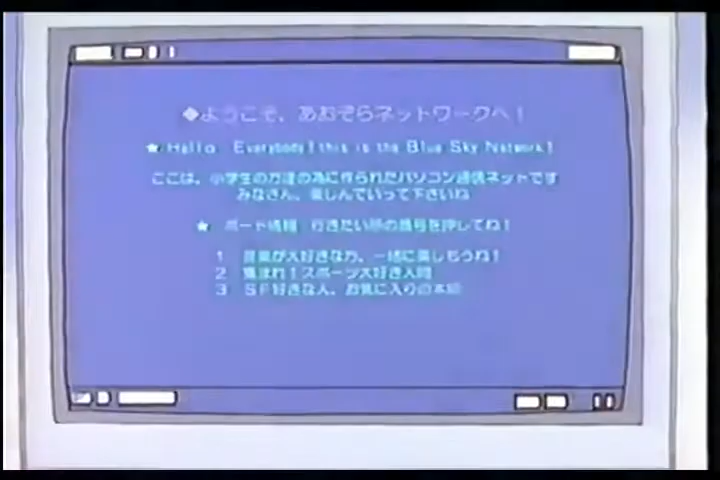 ◆ようこそ、あおぞらネットワークへ!
★Hello Everybody!this is the Blue Sky Network!
ここは、小学生の方達の為に作られたパソコン通信ネットです
みなさん、楽しんでいって下さいね
★ ボード情報 行きたい所の番号を押してね!
1 音楽が大好きな方、一緒に楽しもうね!
2 集まれ!スポーツ大好き人間
3 SF好きな人、お気に入りの本